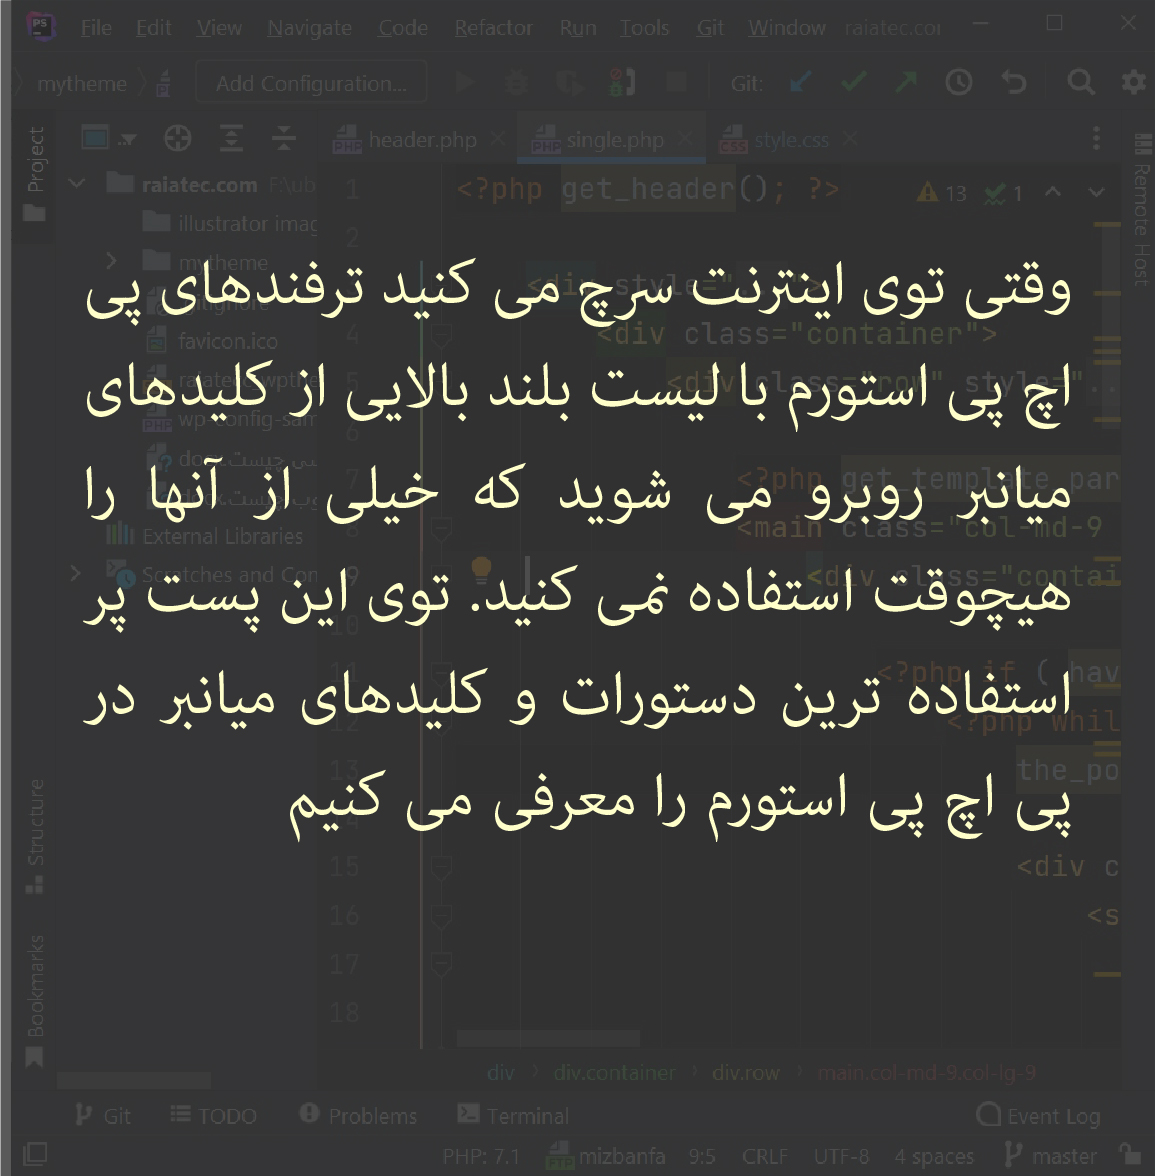 File Edit View Navigate Code Refactor Run Tools Git Window raiatec.co
mytheme Add Configuration... Git:
header.php single.php style.css
Project
raiatec.com F:\ub
illustrator imag
mytheme
.gitignore
favicon.ico
wp-config-sam
External Libraries
Scratches and Con
Structure
Bookmarks
Remote Host
13 1
1 <?php get_header(); ?>
2
<div style="..
4 <div class="container">
<div class="row" style="..
6
7 <?php get_template_par
<main class="col-md-9
9 <div class="contai
10
11 <?php if ( hav
12 <?php whil
13 the_po
15 <div c
16 <s
17
18
وقتی توی اینترنت سرچ می کنید ترفندهای پی
اچ پی استورم با لیست بلند بالایی از کلیدهای
میانبر روبرو می شوید که خیلی از آنها را
هیچوقت استفاده نمی کنید. توی این پست پر
استفاده ترین دستورات و کلیدهای میانبر در
پی اچ پی استورم را معرفی می کنیم
div div.container div.row main.col-md-9.col-lg-9
Git TODO Problems Terminal Event Log
PHP: 7.1 mizbanfa 9:5 CRLF UTF-8 4 spaces master